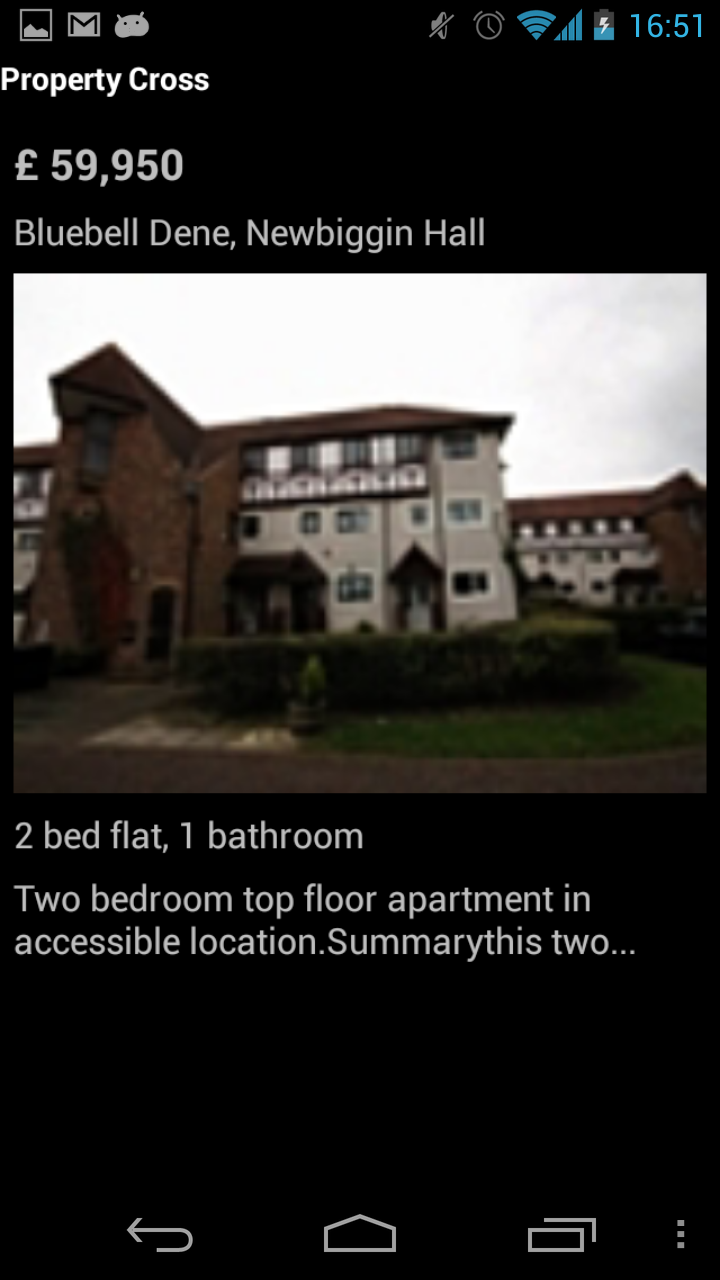 16:51
Property Cross
£ 59,950
Bluebell Dene, Newbiggin Hall
2 bed flat, 1 bathroom
Two bedroom top floor apartment in
accessible location.Summarythis two...